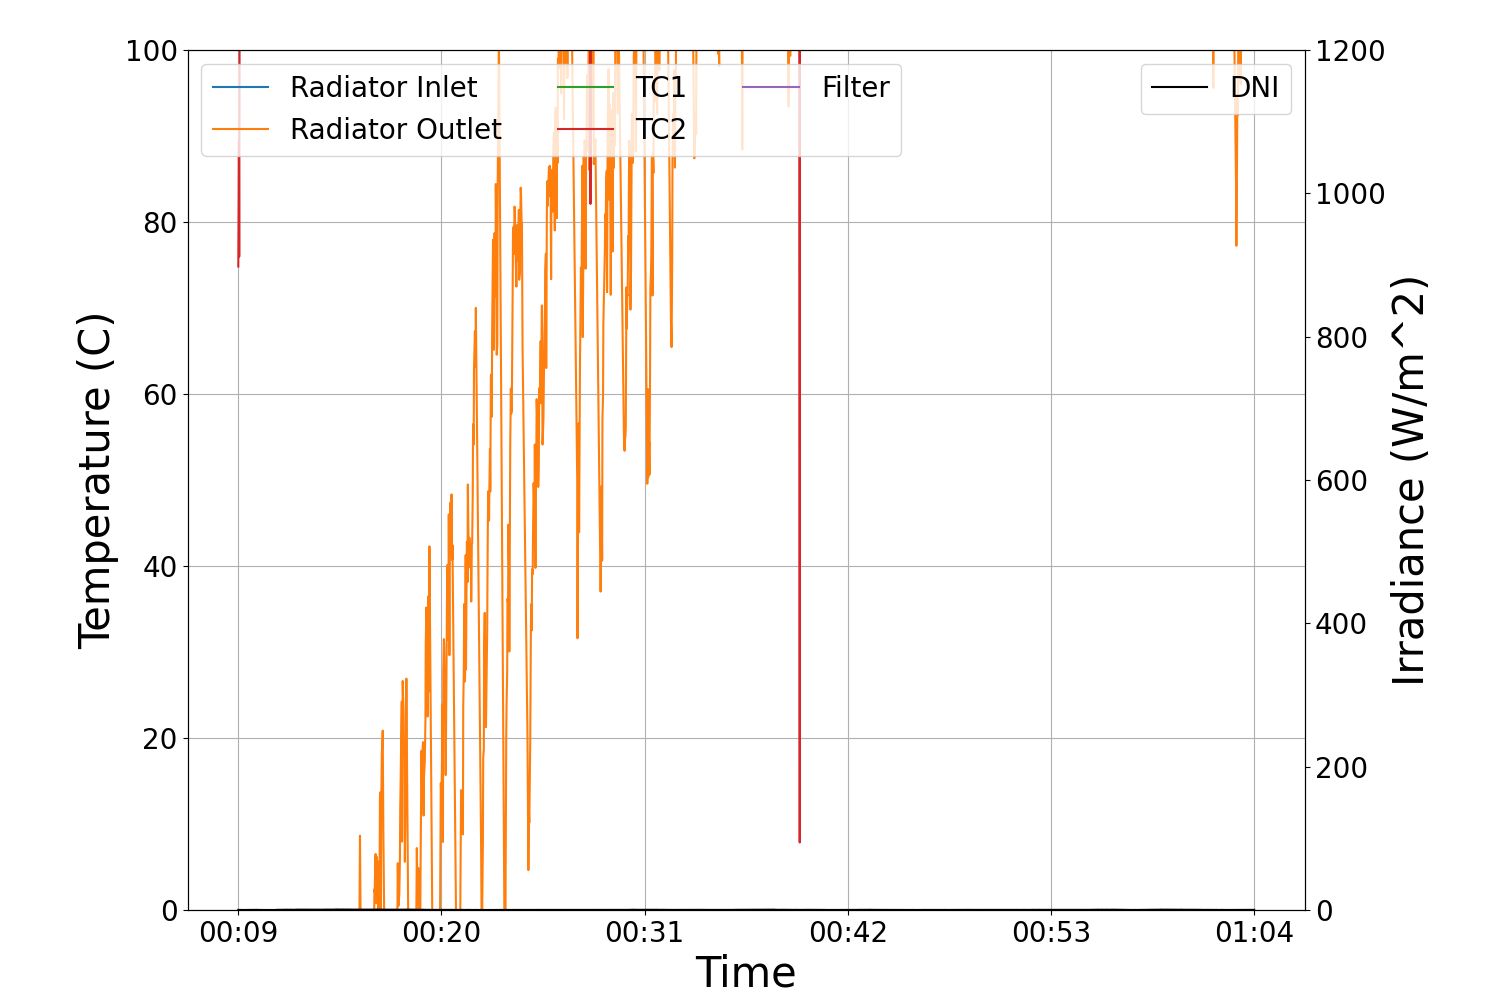 100
80
60
40
20
0
Temperature (C)
Radiator Inlet
Radiator Outlet
TC1
TC2
Filter
DNI
1200
1000
800
600
400
200
0
Irradiance (W/m^2)
00:09 00:20 00:31 00:42 00:53 01:04
Time